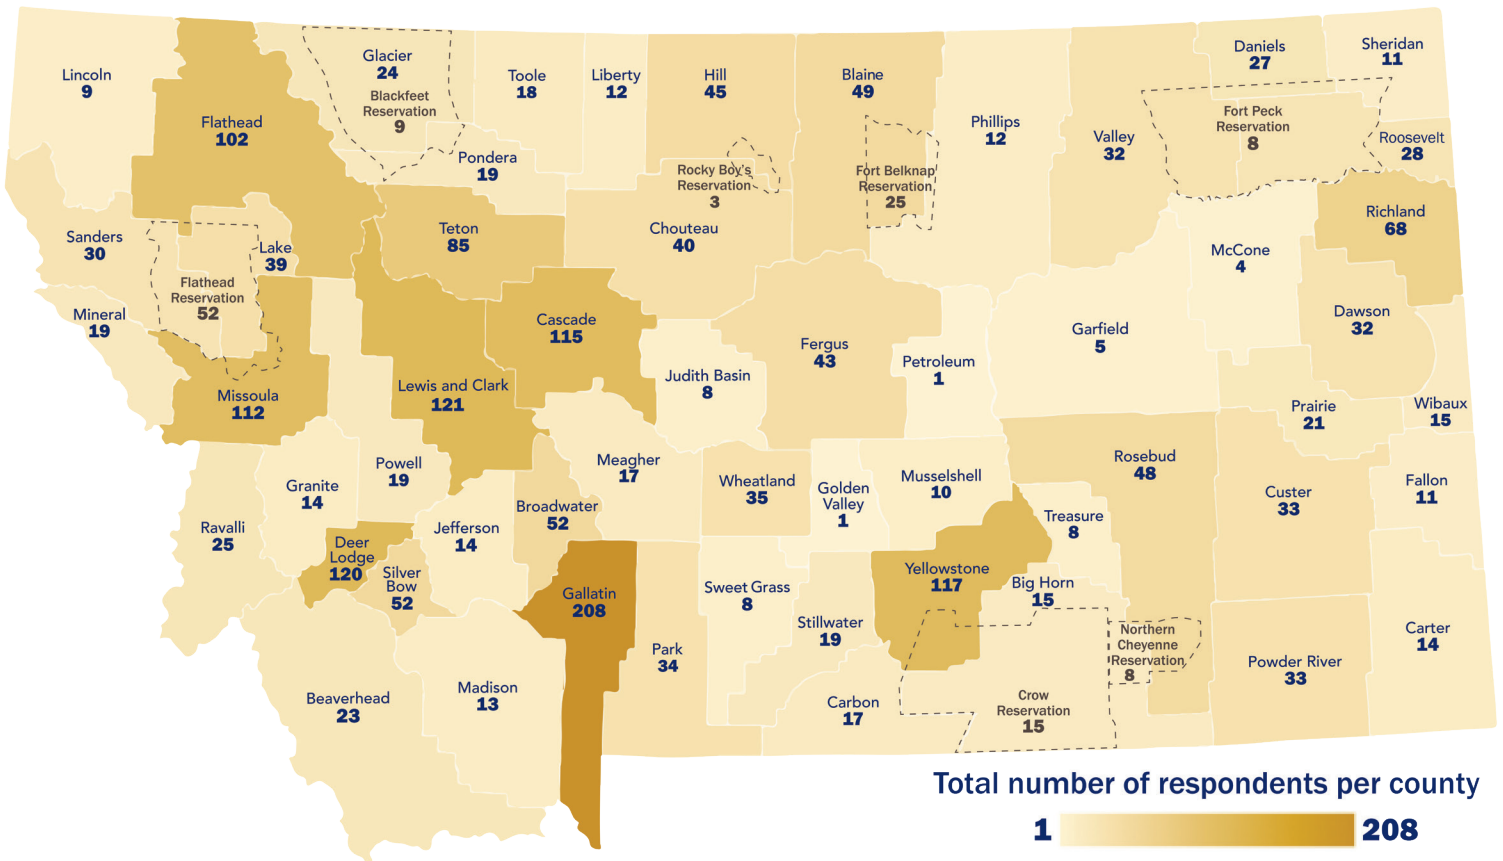 Lincoln
9
Flathead
102
Glacier
24
Blackfeet
Reservation
9
Toole
18
Liberty
12
Hill
45
Blaine
49
Phillips
12
Valley
32
Daniels
27
Sheridan
11
Fort Peck
Reservation
8
Roosevelt
28
Pondera
19
Rocky Boy's
Reservation
3
Fort Belknap
Reservation
25
Sanders
30
Lake
39
Flathead
Reservation
52
Teton
85
Chouteau
40
McCone
4
Richland
68
Mineral
19
Cascade
115
Fergus
43
Garfield
5
Dawson
32
Judith Basin
8
Petroleum
1
Missoula
112
Lewis and Clark
121
Prairie
21
Wibaux
15
Powell
19
Meagher
17
Granite
14
Broadwater
52
Wheatland
35
Golden
Valley
1
Musselshell
10
Rosebud
48
Custer
33
Fallon
11
Ravalli
25
Deer
Lodge
120
Silver
Bow
52
Jefferson
14
Treasure
8
Gallatin
208
Sweet Grass
8
Yellowstone
117
Big Horn
15
Stillwater
19
Park
34
Northern
Cheyenne
Reservation
8
Powder River
33
Carter
14
Beaverhead
23
Madison
13
Carbon
17
Crow
Reservation
15
Total number of respondents per county
1
208